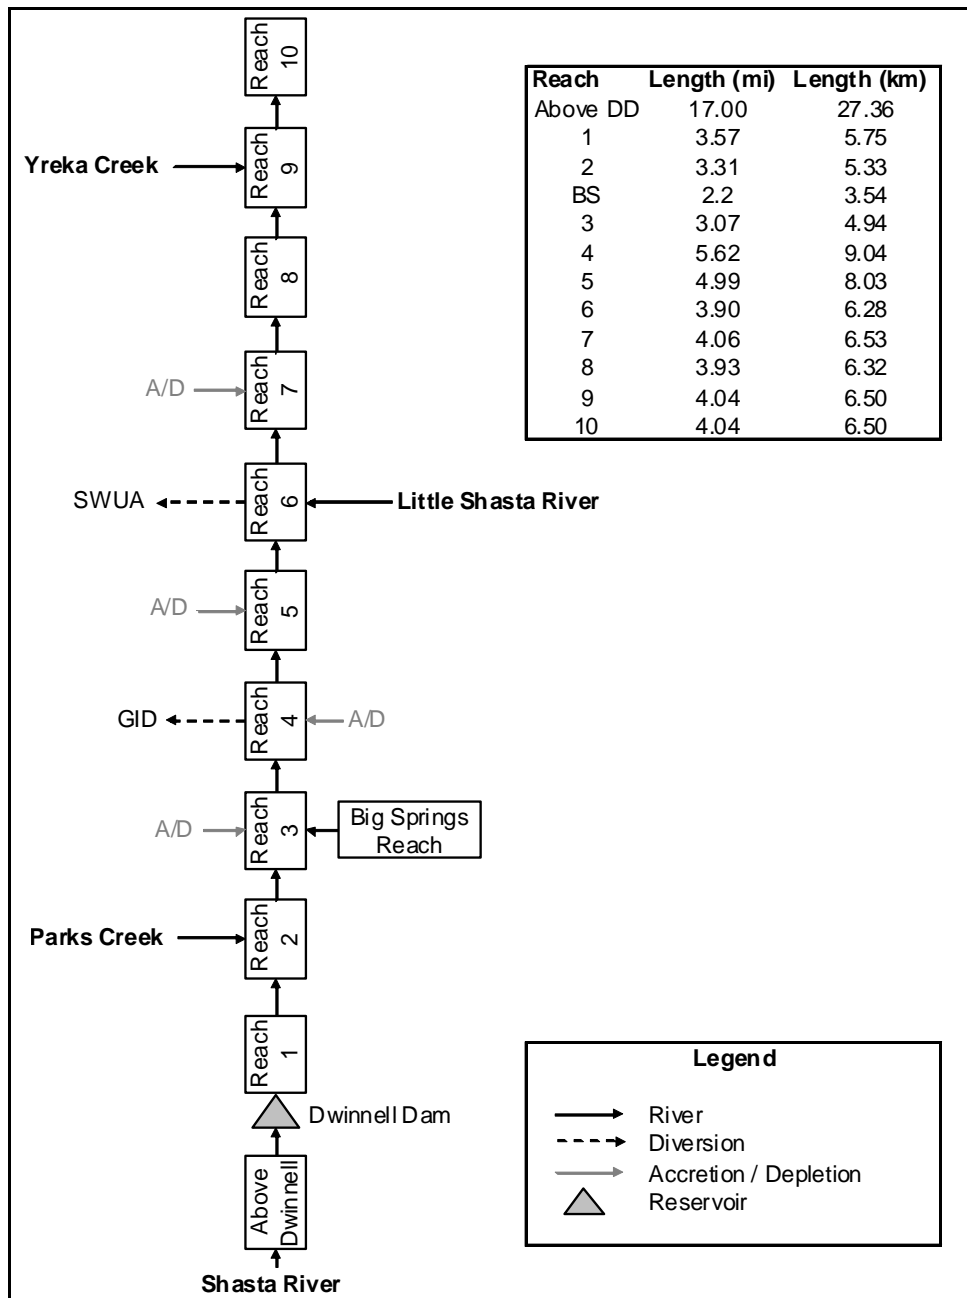 Reach 10
Yreka Creek
Reach 9
Reach 8
A/D
Reach 7
SWUA
Reach 6
Little Shasta River
A/D
Reach 5
GID
Reach 4
A/D
A/D
Reach 3
Big Springs
Reach
Parks Creek
Reach 2
Reach 1
Dwinnell Dam
Above
Dwinnell
Shasta River
Reach Length (mi) Length (km)
Above DD 17.00 27.36
1 3.57 5.75
2 3.31 5.33
BS 2.2 3.54
3 3.07 4.94
4 5.62 9.04
5 4.99 8.03
6 3.90 6.28
7 4.06 6.53
8 3.93 6.32
9 4.04 6.50
10 4.04 6.50
Legend
River
Diversion
Accretion / Depletion
Reservoir